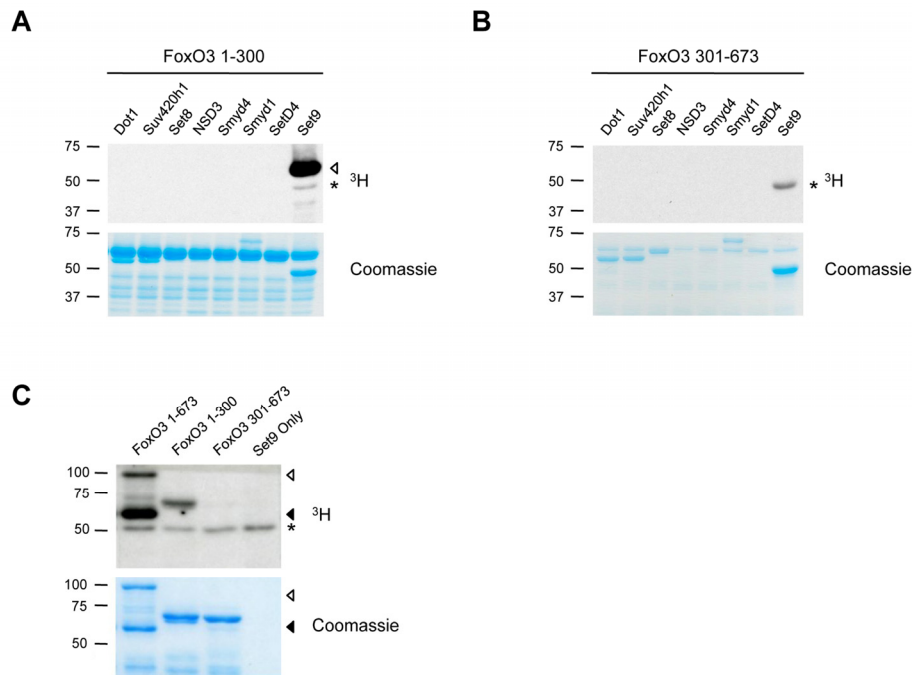 A
FoxO3 1-300
Dot1 Suv420h1 Set8 NSD3 Smyd4 Smyd1 SetD4 Set9
75
50
37
* ³H
75
50
37
Coomassie
B
FoxO3 301-673
Dot1 Suv420h1 Set8 NSD3 Smyd4 Smyd1 SetD4 Set9
75
50
37
* ³H
75
50
37
Coomassie
C
FoxO3 1-673 FoxO3 1-300 FoxO3 301-673 Set9 Only
100
75
50
³H
*
100
75
50
Coomassie